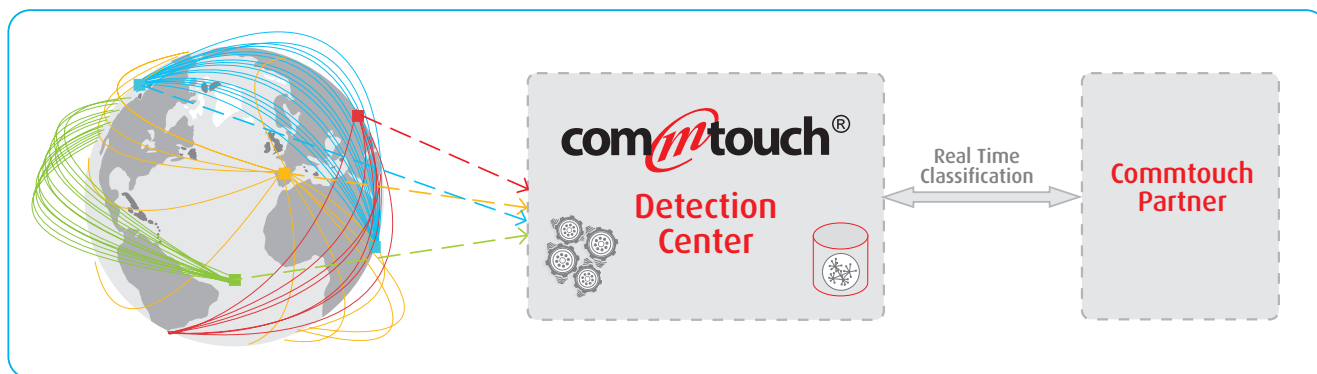 commtouch®
Detection
Center
Real Time
Classification
Commtouch
Partner